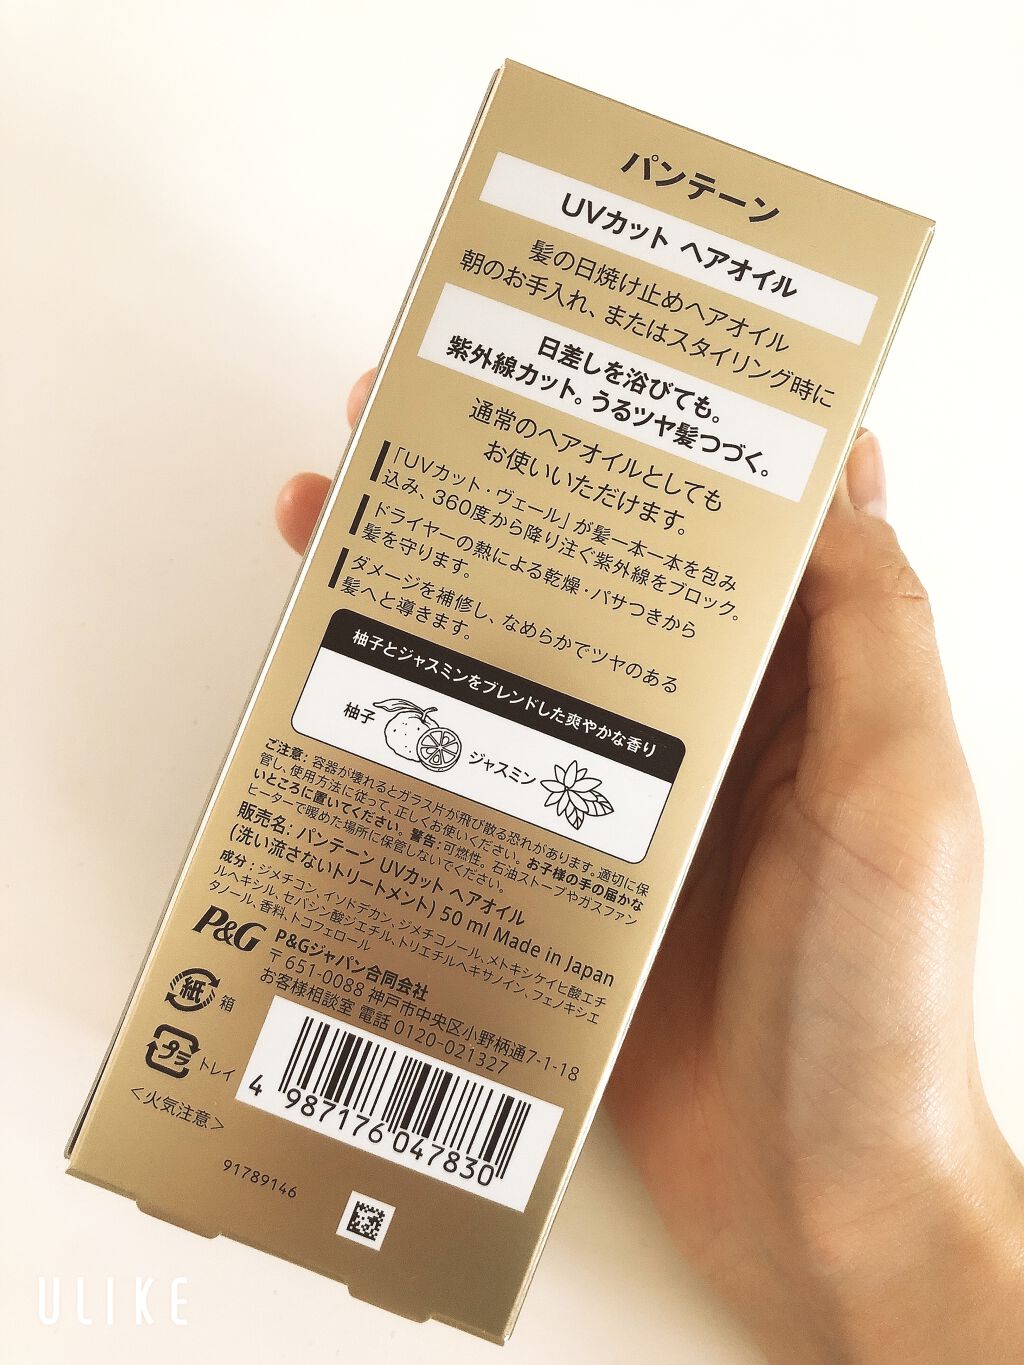 パンテーン
UVカット ヘアオイル
髪の日焼け止めヘアオイル
朝のお手入れ、またはスタイリング時に
日差しを浴びても。
紫外線カット。うるツヤ髪つづく。
通常のヘアオイルとしても
お使いいただけます。
「UVカット・ヴェール」が髪一本一本を包み
込み、360度から降り注ぐ紫外線をブロック。
ドライヤーの熱による乾燥・パサつきから
髪を守ります。
ダメージを補修し、なめらかでツヤのある
髪へと導きます。
柚子とジャスミンをブレンドした爽やかな香り
柚子
ジャスミン
ご注意: 容器が壊れるとガラス片が飛び散る恐れがあります。適切に保
管し、使用方法に従って、正しくお使いください。警告: 可燃性。お子様の手の届かな
いところに置いてください。石油ストーブやガスファン
ヒーターで暖めた場所に保管しないでください。
販売名: パンテーン UVカット ヘアオイル
(洗い流さないトリートメント) 50 ml Made in Japan
成分: ジメチコン、イソドデカン、ジメチコノール、メトキシケイヒ酸エチ
ルヘキシル、セバシン酸ジエチル、トリエチルヘキサノイン、フェノキシエ
タノール、香料、トコフェロール
P&G
P&Gジャパン合同会社
〒651-0088 神戸市中央区小野柄通7-1-18
お客様相談室 電話 0120-021327
紙
箱
プラ
トレイ
<火気注意>
4 987176 047830
91789146
ULIKE